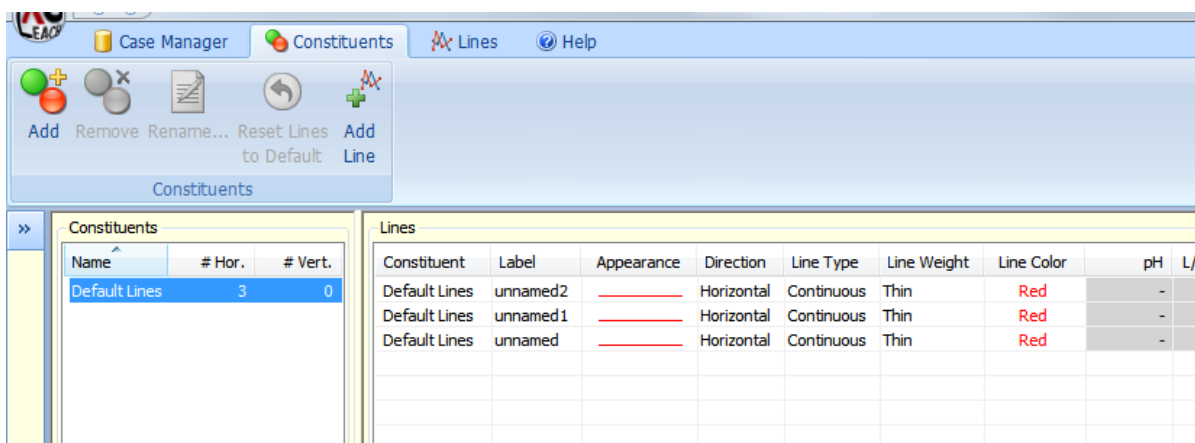 LEACH
Case Manager Constituents Lines Help
Add Remove Rename... Reset Lines to Default Add Line
Constituents
»
Constituents
Name # Hor. # Vert.
Default Lines 3 0
Lines
Constituent Label Appearance Direction Line Type Line Weight Line Color pH L/
Default Lines unnamed2 Horizontal Continuous Thin Red -
Default Lines unnamed1 Horizontal Continuous Thin Red -
Default Lines unnamed Horizontal Continuous Thin Red -